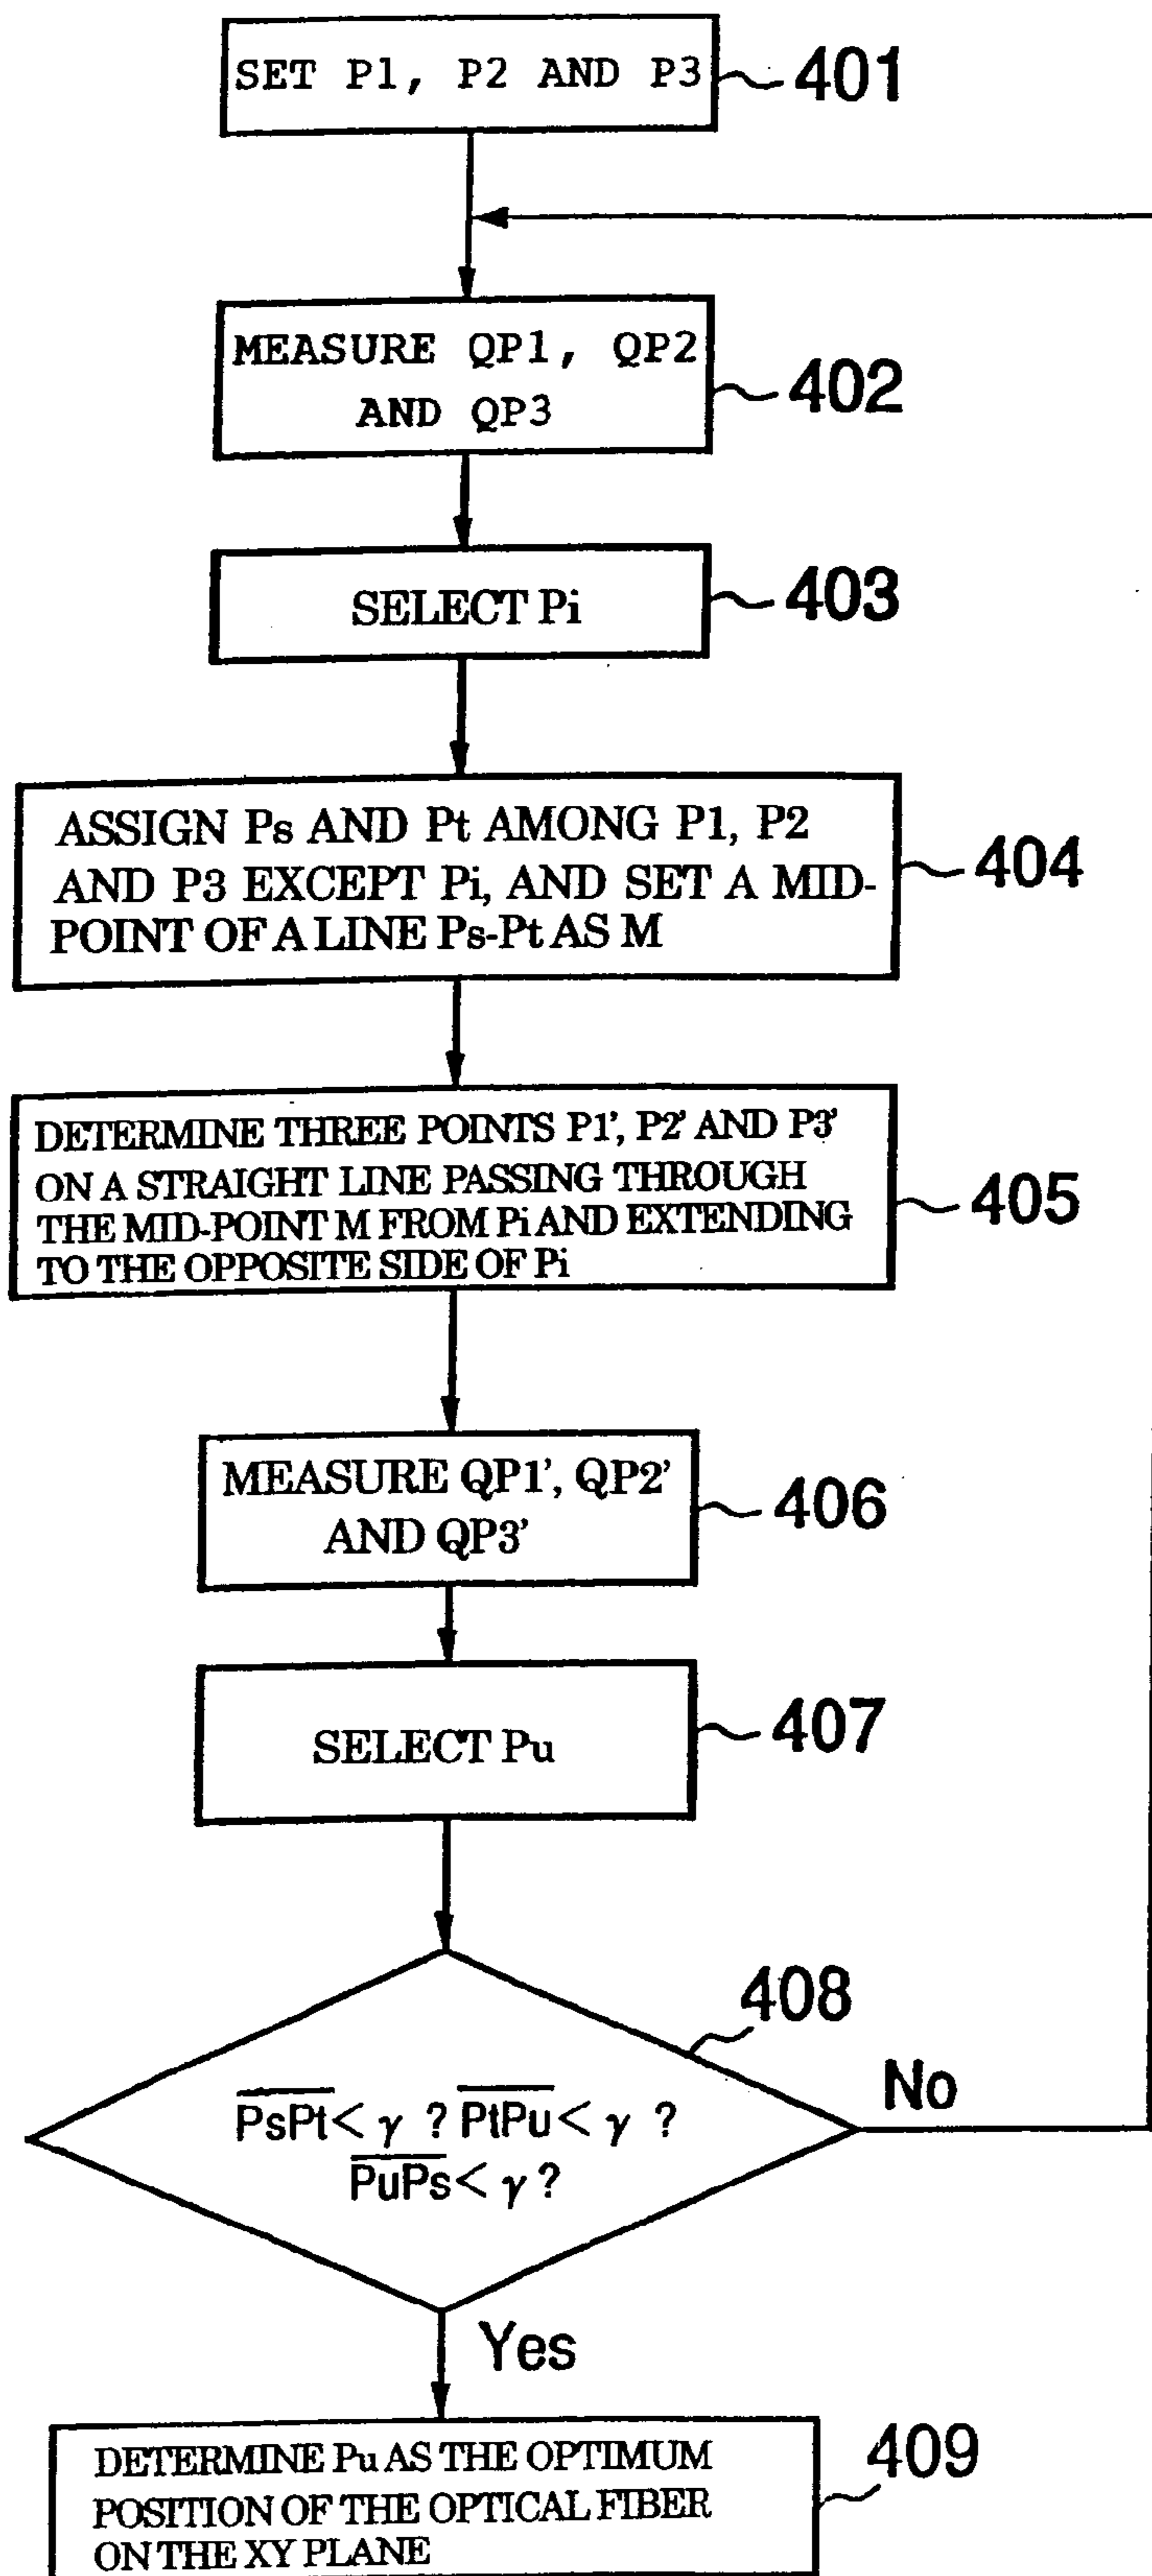 SET P1, P2 AND P3
401
MEASURE QP1, QP2
AND QP3
402
SELECT Pi
403
ASSIGN Ps AND Pt AMONG P1, P2
AND P3 EXCEPT Pi, AND SET A MID-
POINT OF A LINE Ps-Pt AS M
404
DETERMINE THREE POINTS P1', P2' AND P3'
ON A STRAIGHT LINE PASSING THROUGH
THE MID-POINT M FROM Pi AND EXTENDING
TO THE OPPOSITE SIDE OF Pi
405
MEASURE QP1', QP2'
AND QP3'
406
SELECT Pu
407
408
P̅s̅P̅t̅ < γ ? P̅t̅P̅u̅ < γ ?
P̅u̅P̅s̅ < γ ?
No
Yes
DETERMINE Pu AS THE OPTIMUM
POSITION OF THE OPTICAL FIBER
ON THE XY PLANE
409